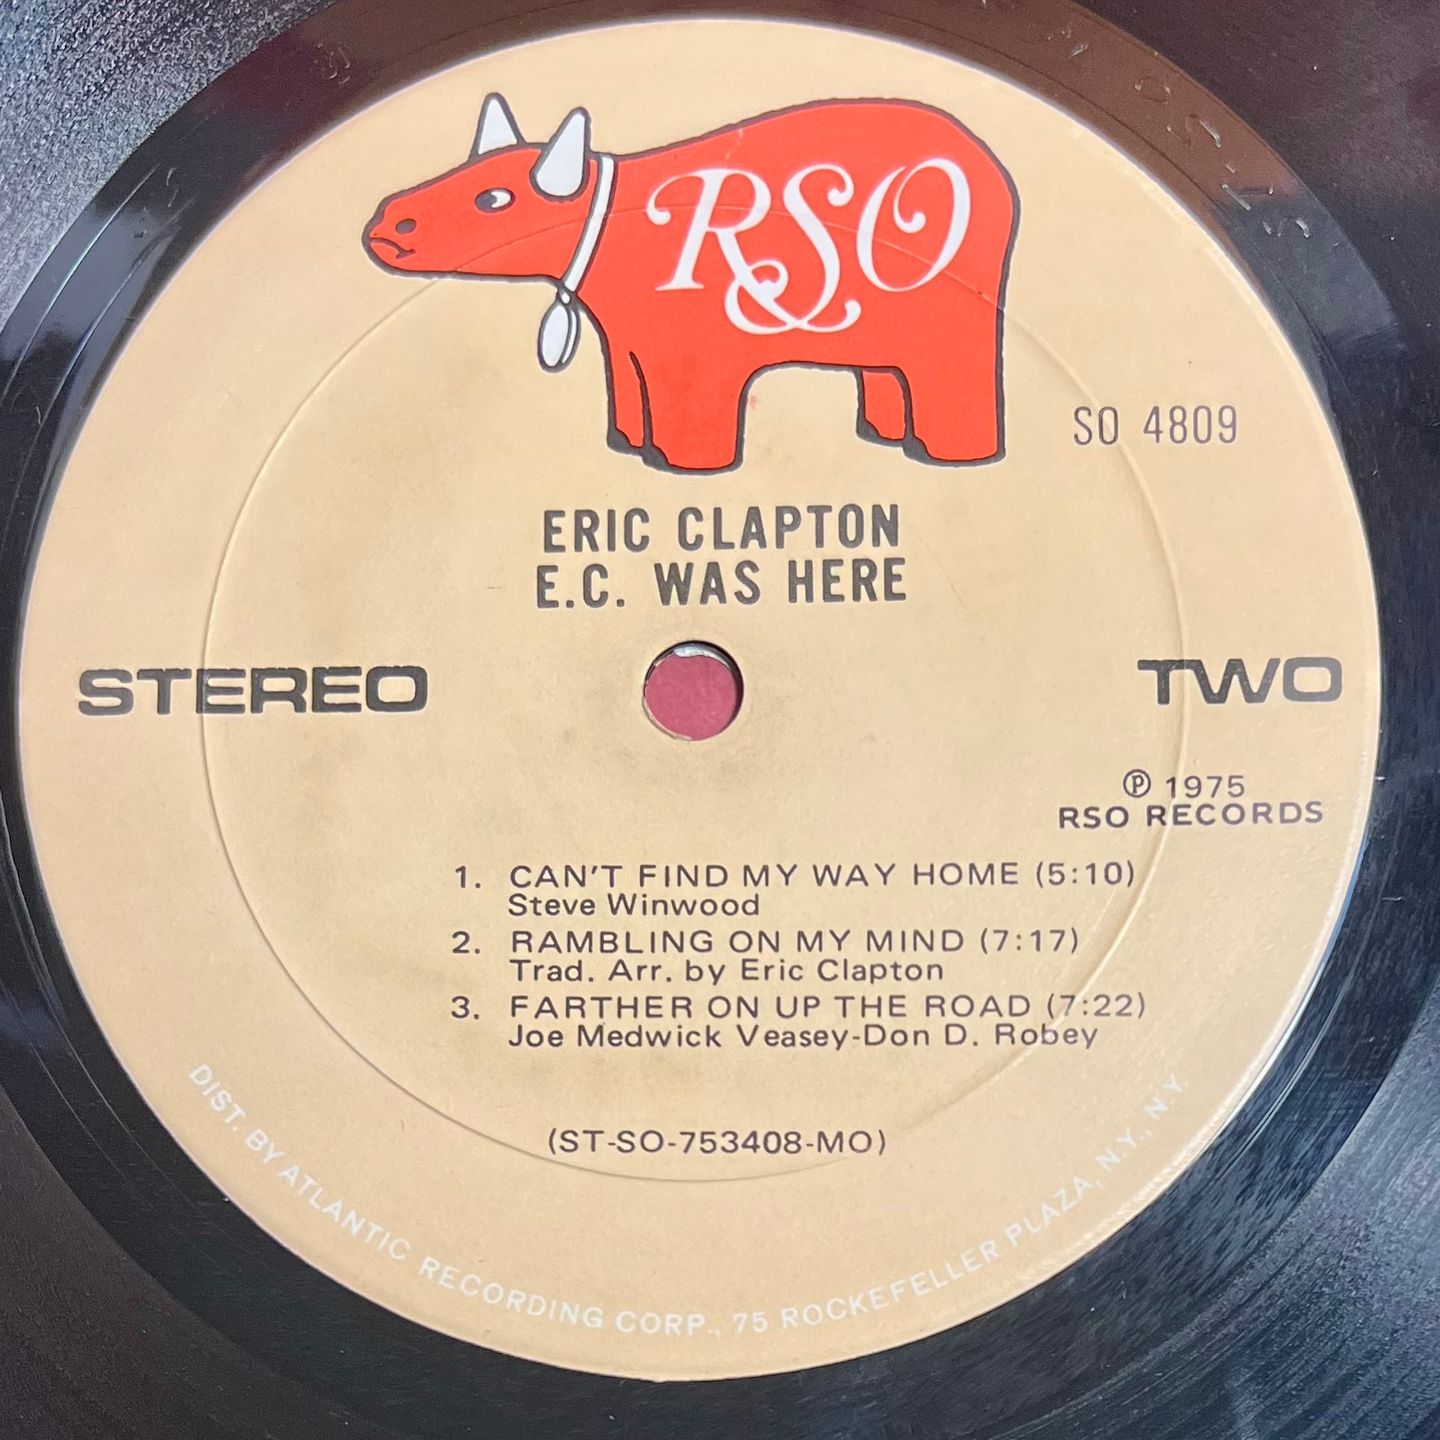 RSO
SO 4809
ERIC CLAPTON
E.C. WAS HERE
STEREO
TWO
℗ 1975
RSO RECORDS
1. CAN'T FIND MY WAY HOME (5:10)
Steve Winwood
2. RAMBLING ON MY MIND (7:17)
Trad. Arr. by Eric Clapton
3. FARTHER ON UP THE ROAD (7:22)
Joe Medwick Veasey-Don D. Robey
(ST-SO-753408-MO)
DIST. BY ATLANTIC RECORDING CORP., 75 ROCKEFELLER PLAZA, N.Y., N.Y.